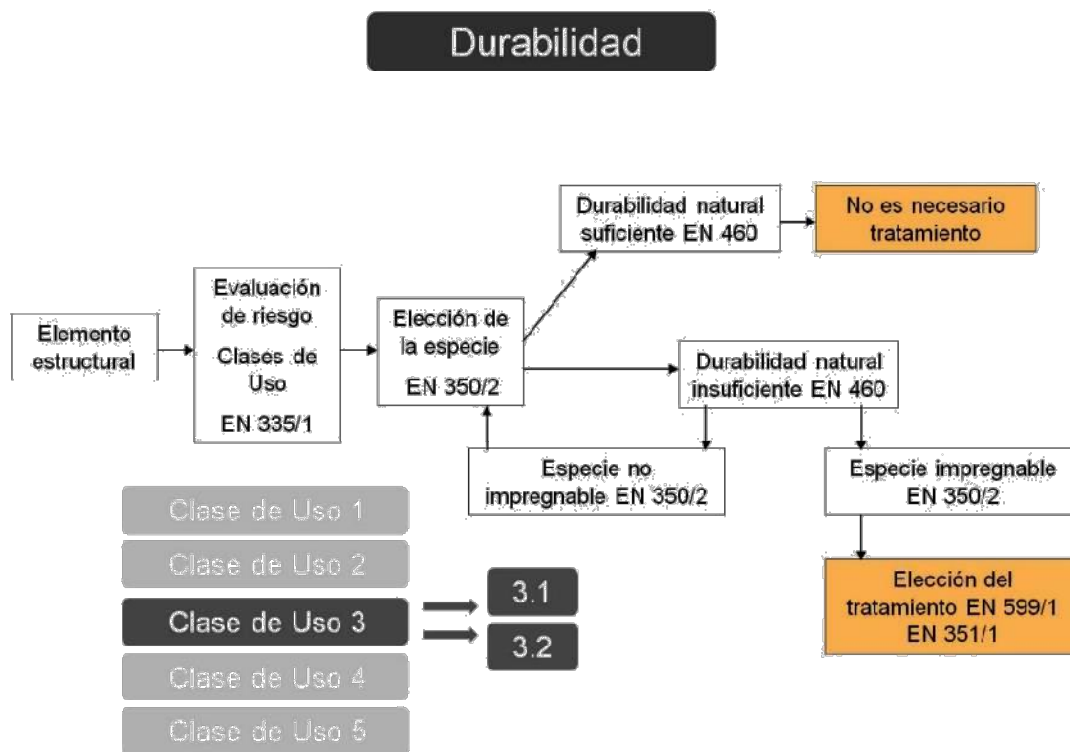 Durabilidad
Durabilidad natural
suficiente EN 460
No es necesario
tratamiento
Elemento
estructural
Evaluación
de riesgo
Clases de
Uso
EN 335/1
Elección de
la especie
EN 350/2
Durabilidad natural
insuficiente EN 460
Especie no
impregnable EN 350/2
Especie impregnable
EN 350/2
Elección del
tratamiento EN 599/1
EN 351/1
Clase de Uso 1
Clase de Uso 2
Clase de Uso 3
3.1
3.2
Clase de Uso 4
Clase de Uso 5